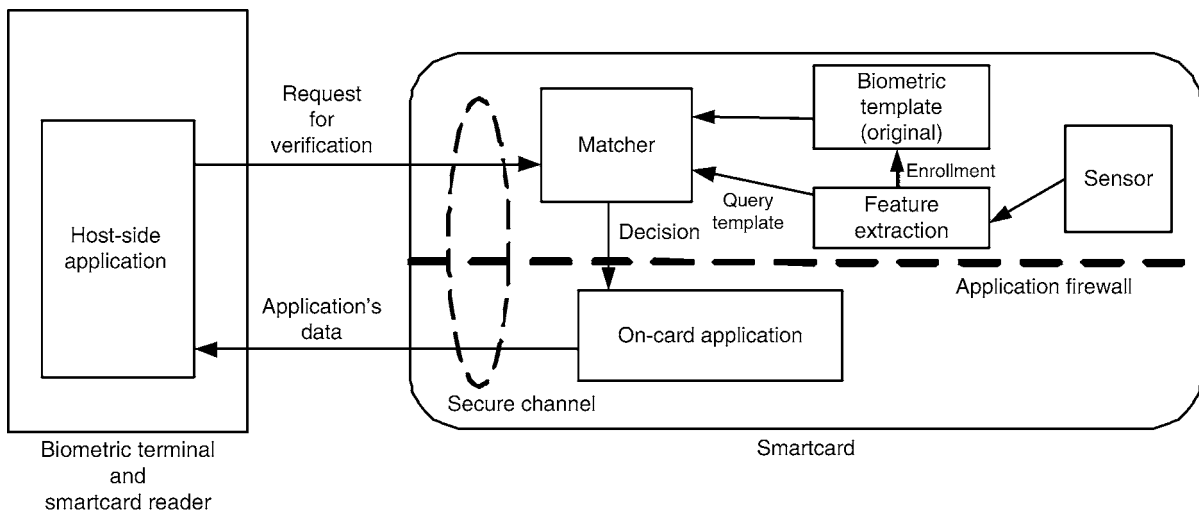 Request
for
verification
Host-side
application
Application's
data
Biometric terminal
and
smartcard reader
Matcher
Biometric
template
(original)
Enrollment
Sensor
Feature
extraction
Query
template
Decision
Application firewall
On-card application
Secure channel
Smartcard